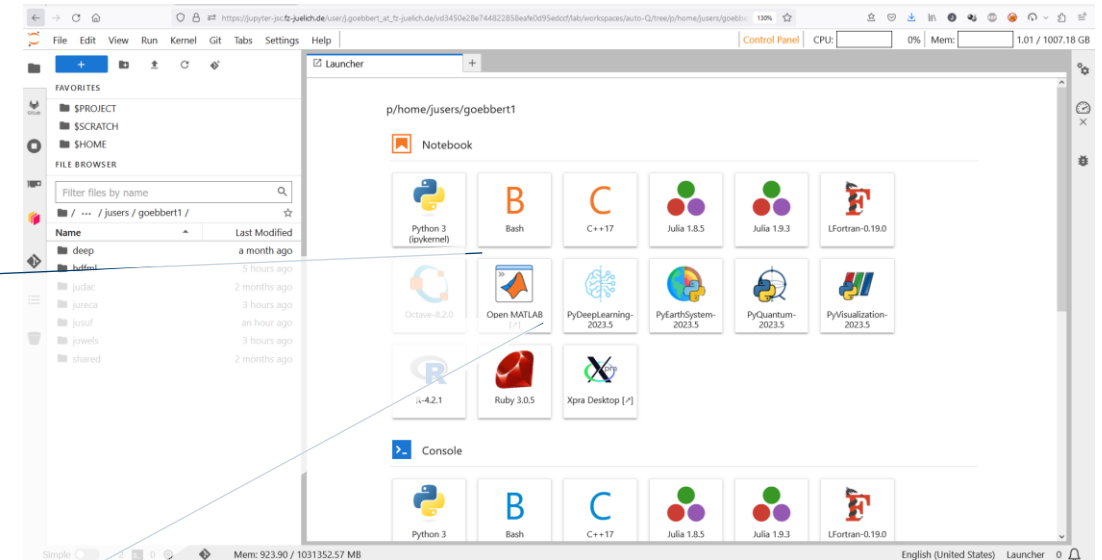 https://jupyter-jsc.fz-juelich.de/user/j.goebbert_at_fz-juelich.de/vd3450e28e744822858eafe0d95edccf/lab/workspaces/auto-Q/tree/p/home/jusers/goebb 130%
File Edit View Run Kernel Git Tabs Settings Help Control Panel CPU: 0% Mem: 1.01 / 1007.18 GB
Launcher
FAVORITES
$PROJECT
$SCRATCH
$HOME
FILE BROWSER
Filter files by name
/ ··· / jusers / goebbert1 /
Name Last Modified
deep a month ago
hdfml 5 hours ago
judac 2 months ago
jureca 3 hours ago
jusuf an hour ago
juwels 3 hours ago
shared 2 months ago
p/home/jusers/goebbert1
Notebook
B C F
Python 3 Bash C++17 Julia 1.8.5 Julia 1.9.3 LFortran-0.19.0
(ipykernel)
Octave-8.2.0 Open MATLAB PyDeepLearning- PyEarthSystem- PyQuantum- PyVisualization-
[↗] 2023.5 2023.5 2023.5 2023.5
R
R-4.2.1 Ruby 3.0.5 Xpra Desktop [↗]
Console
B C F
Python 3 Bash C++17 Julia 1.8.5 Julia 1.9.3 LFortran-0.19.0
Simple 2 0 Mem: 923.90 / 1031352.57 MB English (United States) Launcher 0